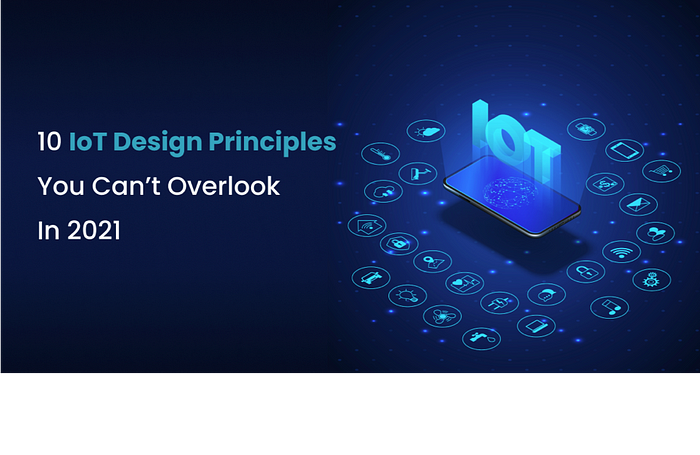 10 IoT Design Principles
You Can’t Overlook
In 2021
IoT